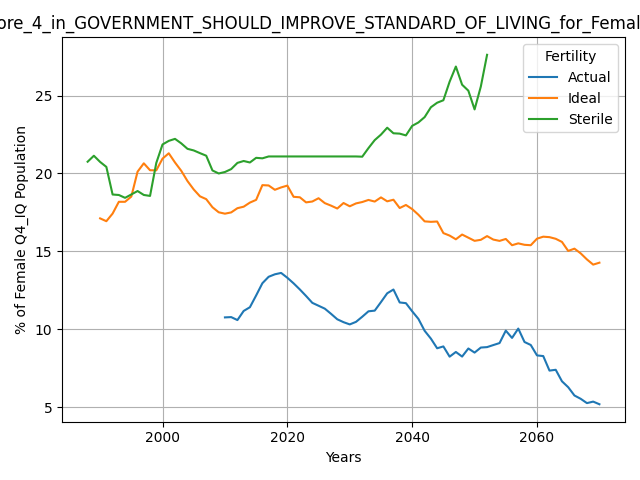 ore_4_in_GOVERNMENT_SHOULD_IMPROVE_STANDARD_OF_LIVING_for_Femal
Fertility
Actual
Ideal
Sterile
% of Female Q4_IQ Population
25
20
15
10
5
2000 2020 2040 2060
Years